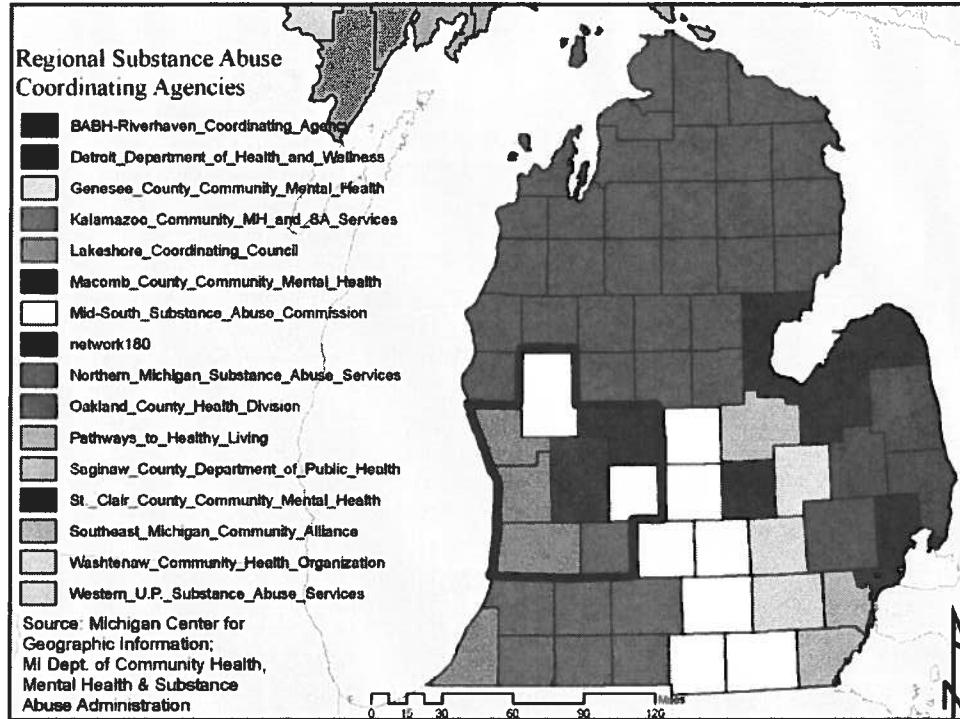 Regional Substance Abuse
Coordinating Agencies
BABH-Riverhaven_Coordinating_Agency
Detroit_Department_of_Health_and_Wellness
Genesee_County_Community_Mental_Health
Kalamazoo_Community_MH_and_SA_Services
Lakeshore_Coordinating_Council
Macomb_County_Community_Mental_Health
Mid-South_Substance_Abuse_Commission
network180
Northern_Michigan_Substance_Abuse_Services
Oakland_County_Health_Division
Pathways_to_Healthy_Living
Saginaw_County_Department_of_Public_Health
St._Clair_County_Community_Mental_Health
Southeast_Michigan_Community_Alliance
Washtenaw_Community_Health_Organization
Western_U.P._Substance_Abuse_Services
Source: Michigan Center for
Geographic Information;
MI Dept. of Community Health,
Mental Health & Substance
Abuse Administration
Miles
0 15 30 60 90 120